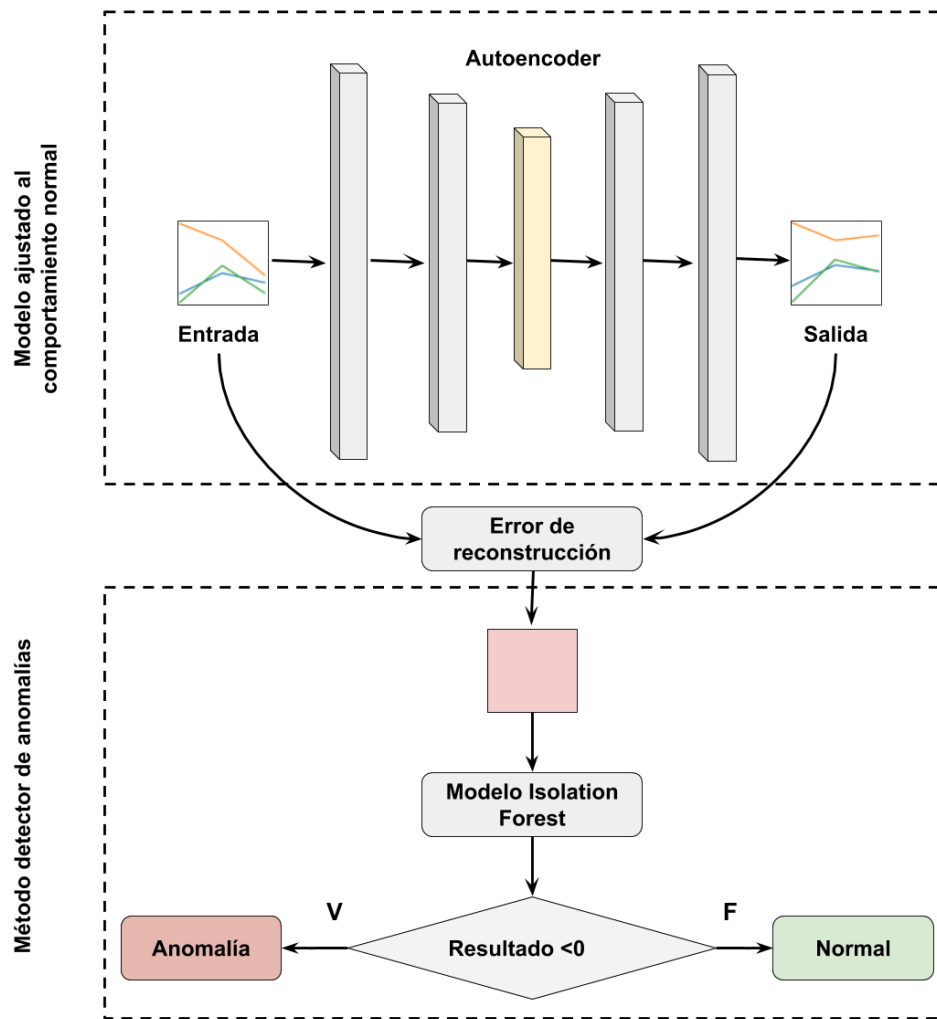 Autoencoder
Modelo ajustado al
comportamiento normal
Entrada
Salida
Error de
reconstrucción
Método detector de anomalías
Modelo Isolation
Forest
V
F
Anomalía
Resultado <0
Normal